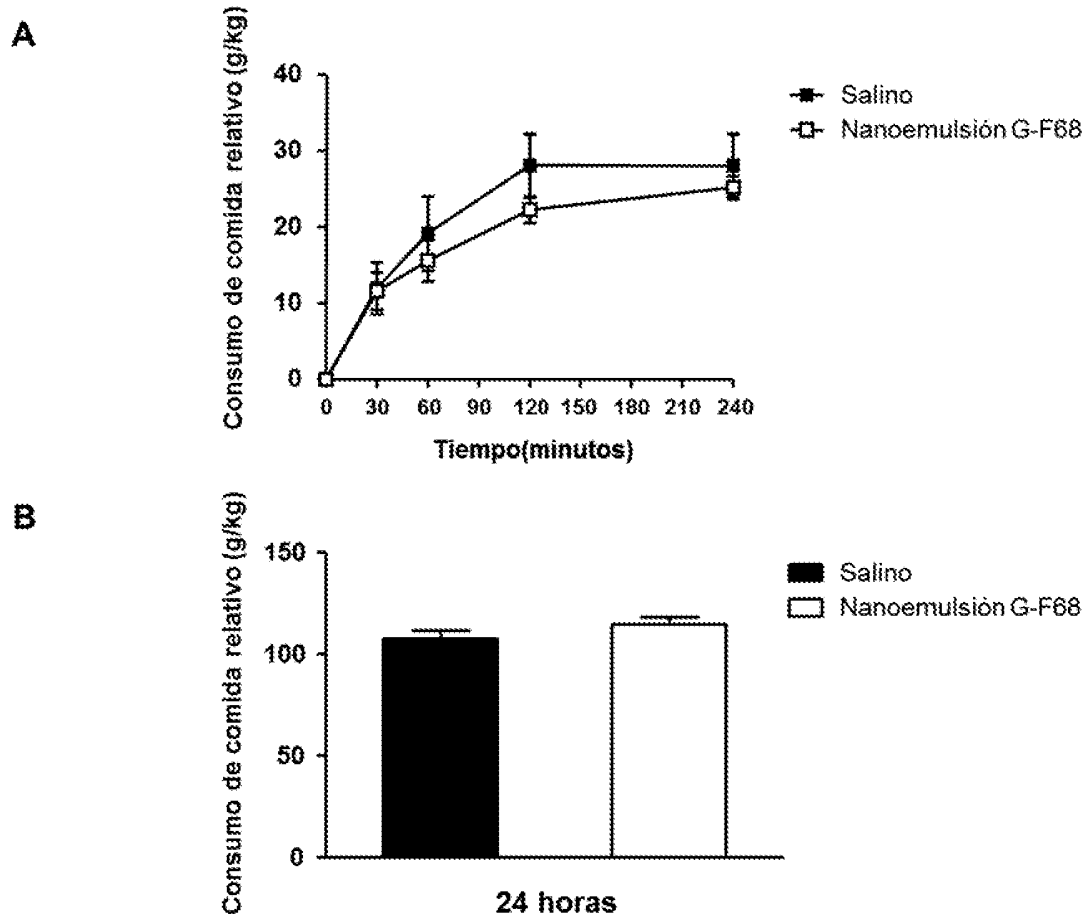 A
Consumo de comida relativo (g/kg)
40
30
20
10
0
0 30 60 90 120 150 180 210 240
Tiempo(minutos)
Salino
Nanoemulsión G-F68
B
Consumo de comida relativo (g/kg)
150
100
50
0
24 horas
Salino
Nanoemulsión G-F68